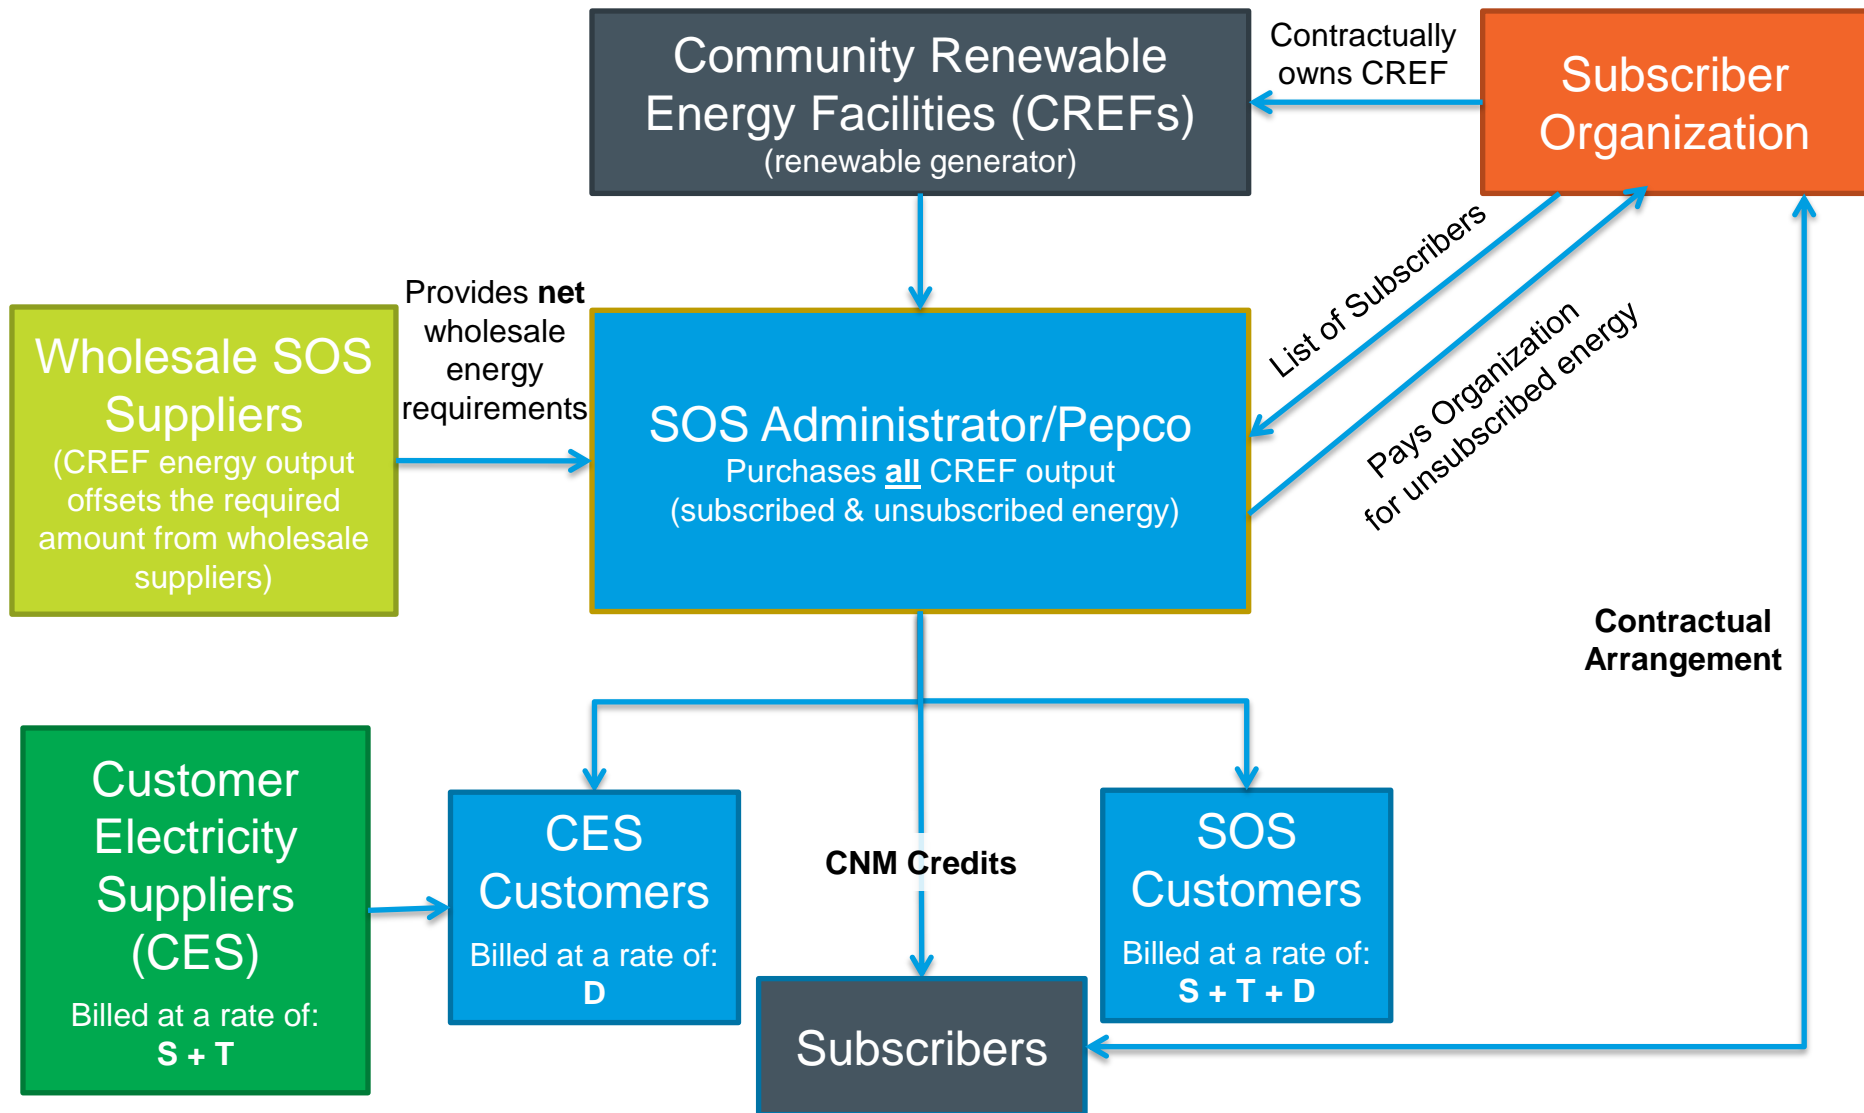 Community Renewable
Energy Facilities (CREFs)
(renewable generator)
Contractually
owns CREF
Subscriber
Organization
Wholesale SOS
Suppliers
(CREF energy output
offsets the required
amount from wholesale
suppliers)
Provides net
wholesale
energy
requirements
SOS Administrator/Pepco
Purchases all CREF output
(subscribed & unsubscribed energy)
List of Subscribers
Pays Organization
for unsubscribed energy
Contractual
Arrangement
Customer
Electricity
Suppliers
(CES)
Billed at a rate of:
S + T
CES
Customers
Billed at a rate of:
D
CNM Credits
SOS
Customers
Billed at a rate of:
S + T + D
Subscribers